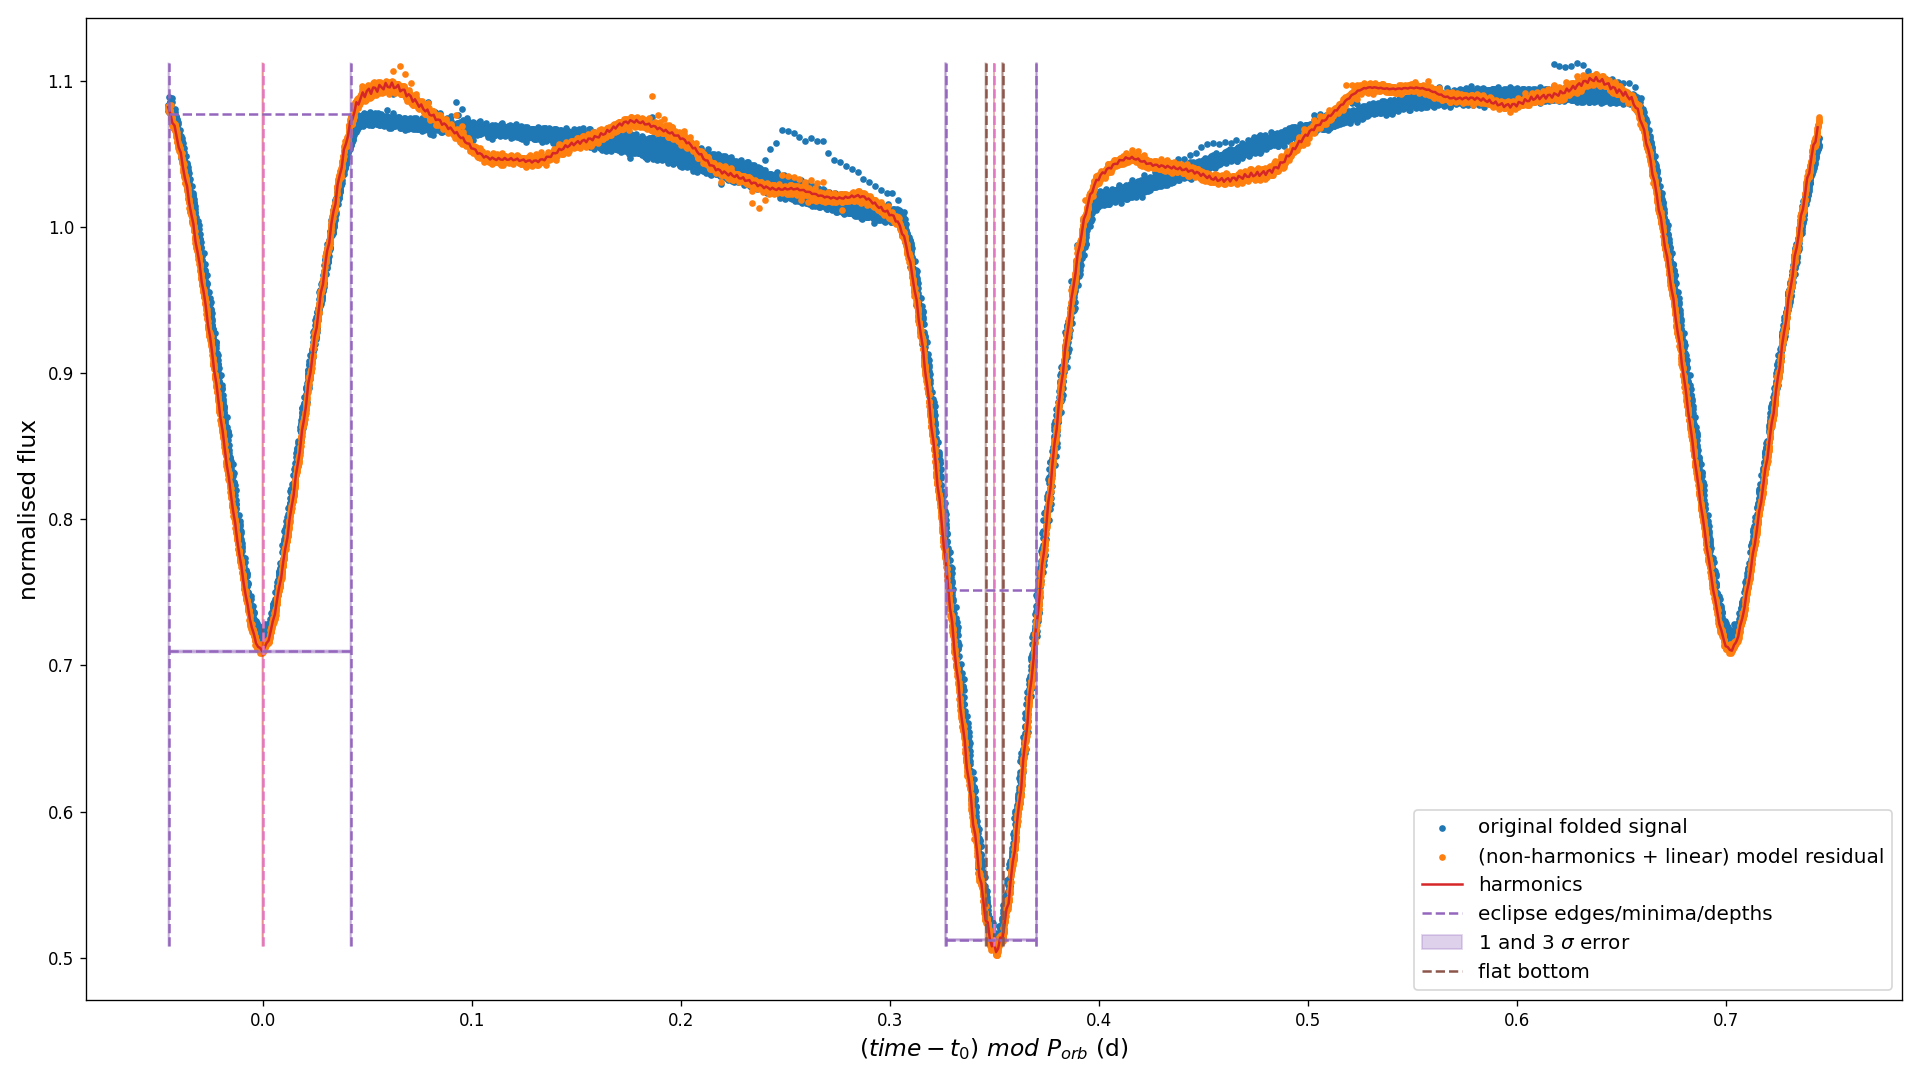 normalised flux
1.1
1.0
0.9
0.8
0.7
0.6
0.5
0.0 0.1 0.2 0.3 0.4 0.5 0.6 0.7
(time − t₀) mod P_orb (d)
original folded signal
(non-harmonics + linear) model residual
harmonics
eclipse edges/minima/depths
1 and 3 σ error
flat bottom